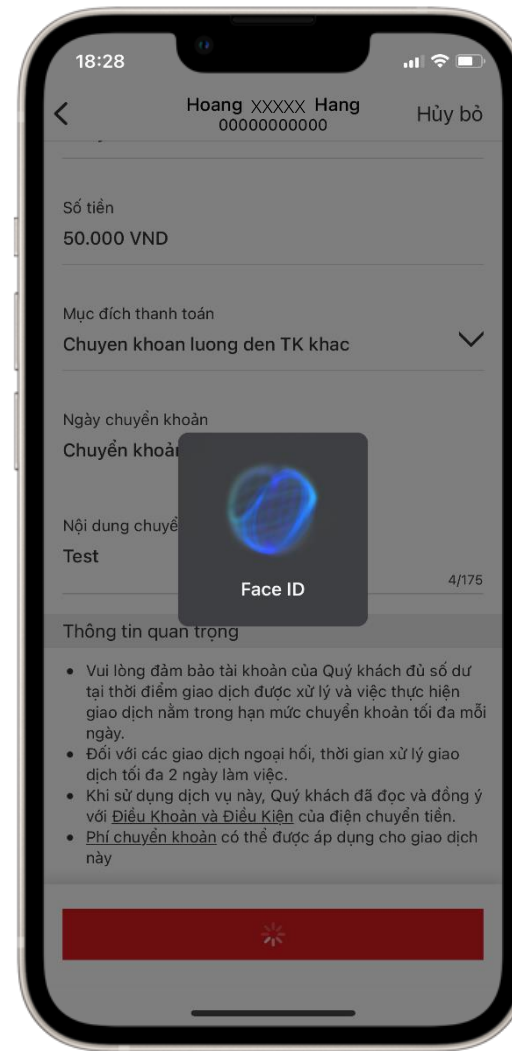 18:28
Hoang XXXXX Hang
00000000000
Hủy bỏ
Số tiền
50.000 VND
Mục đích thanh toán
Chuyen khoan luong den TK khac
Ngày chuyển khoản
Chuyển khoản
Nội dung chuyể
Test
4/175
Face ID
Thông tin quan trọng
Vui lòng đảm bảo tài khoản của Quý khách đủ số dư
tại thời điểm giao dịch được xử lý và việc thực hiện
giao dịch nằm trong hạn mức chuyển khoản tối đa mỗi
ngày.
Đối với các giao dịch ngoại hối, thời gian xử lý giao
dịch tối đa 2 ngày làm việc.
Khi sử dụng dịch vụ này, Quý khách đã đọc và đồng ý
với Điều Khoản và Điều Kiện của điện chuyển tiền.
Phí chuyển khoản có thể được áp dụng cho giao dịch
này